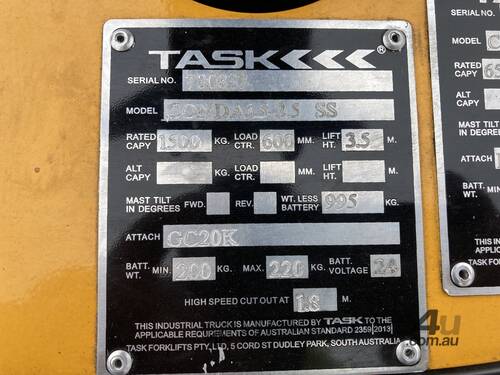 TASK ®
SERIAL NO.
MODEL SS
RATED CAPY 1500 KG. LOAD CTR. 600 MM. LIFT HT. 3.5 M.
ALT CAPY KG. LOAD CTR. MM. LIFT HT. M.
MAST TILT IN DEGREES FWD. REV. WT. LESS BATTERY 995 KG.
ATTACH GC20K
BATT. WT. MIN. 200 KG. MAX. 220 KG. BATT. VOLTAGE 24
HIGH SPEED CUT OUT AT 1.8 M.
THIS INDUSTRIAL TRUCK IS MANUFACTURED BY TASK TO THE
APPLICABLE REQUIREMENTS OF AUSTRALIAN STANDARD 2359 2013
TASK FORKLIFTS PTY, LTD, 5 CORD ST DUDLEY PARK, SOUTH AUSTRALIA.
SERIAL NO.
MODEL
RATED CAPY
ALT CAPY
MAST TILT
IN DEGREES
ATTACH
BATT. WT.
THIS
APPLIC
TASK FOR
4u
.com.au